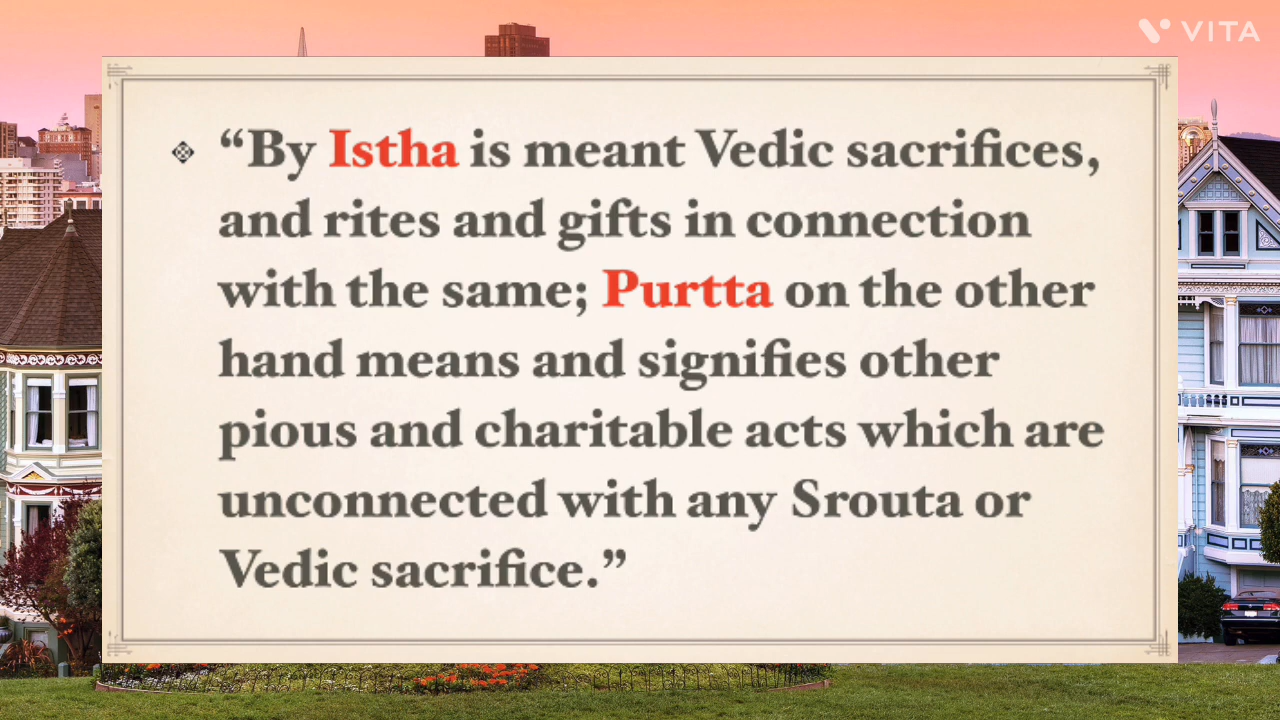 VITA
“By Istha is meant Vedic sacrifices,
and rites and gifts in connection
with the same; Purtta on the other
hand means and signifies other
pious and charitable acts which are
unconnected with any Srouta or
Vedic sacrifice.”